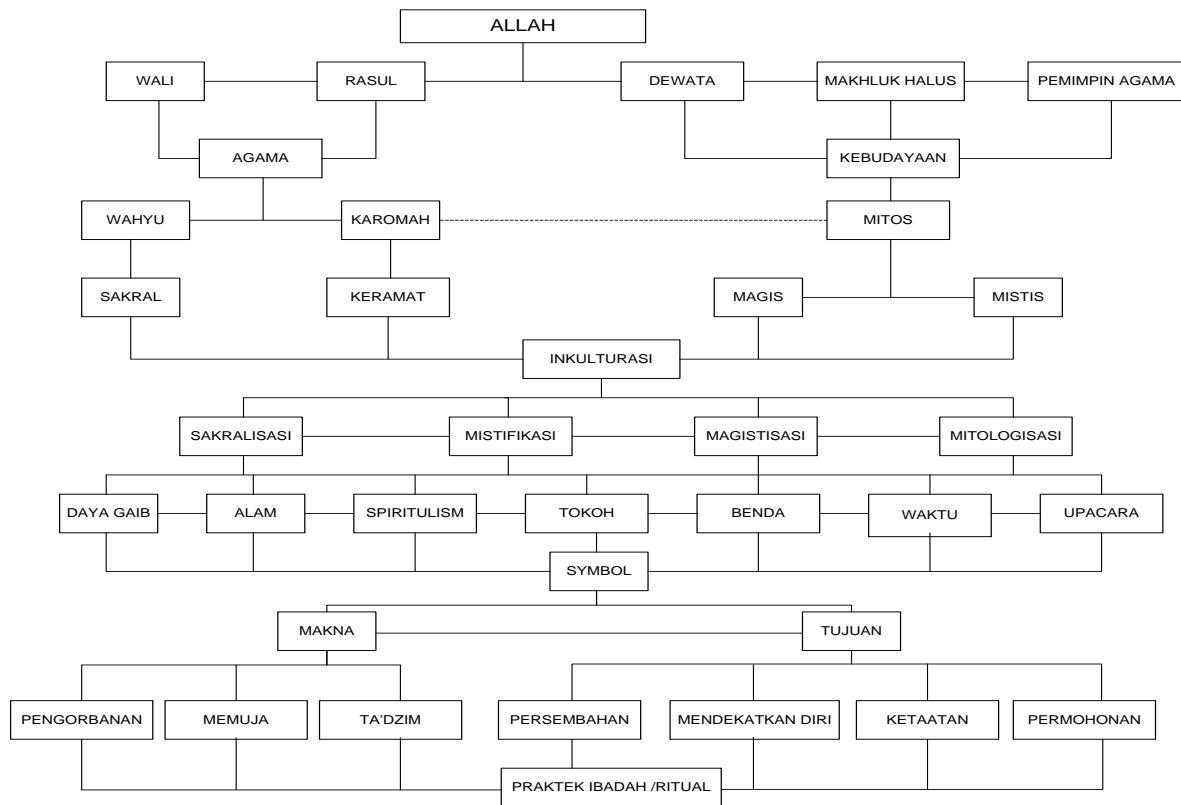 ALLAH
WALI
RASUL
DEWATA
MAKHLUK HALUS
PEMIMPIN AGAMA
AGAMA
KEBUDAYAAN
WAHYU
KAROMAH
MITOS
SAKRAL
KERAMAT
MAGIS
MISTIS
INKULTURASI
SAKRALISASI
MISTIFIKASI
MAGISTISASI
MITOLOGISASI
DAYA GAIB
ALAM
SPIRITULISM
TOKOH
BENDA
WAKTU
UPACARA
SYMBOL
MAKNA
TUJUAN
PENGORBANAN
MEMUJA
TA'DZIM
PERSEMBAHAN
MENDEKATKAN DIRI
KETAATAN
PERMOHONAN
PRAKTEK IBADAH /RITUAL